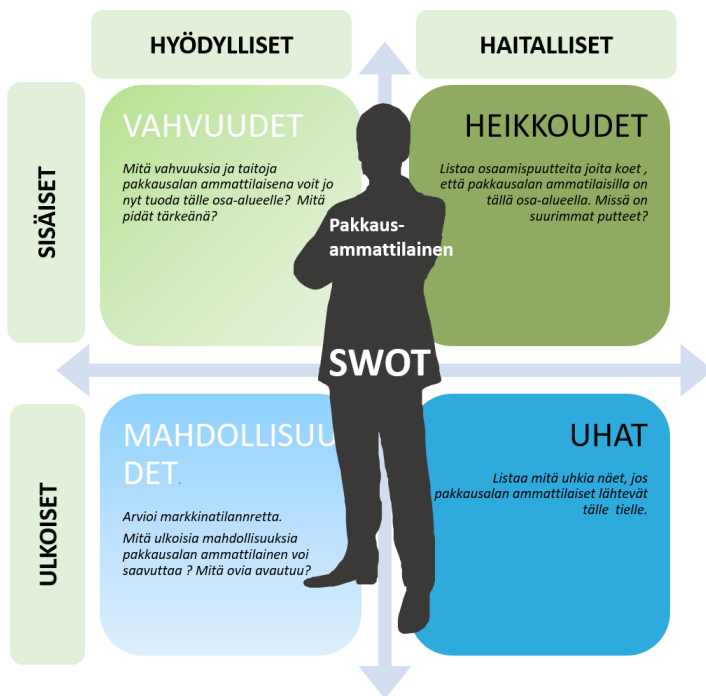 HYÖDYLLISET
HAITALLISET
SISÄISET
VAHVUUDET
Mitä vahvuuksia ja taitoja
pakkausalan ammattilaisena voit jo
nyt tuoda tälle osa-alueelle? Mitä
pidät tärkeänä?
HEIKKOUDET
Listaa osaamispuutteita joita koet ,
että pakkausalan ammatilaisilla on
tällä osa-alueella. Missä on
suurimmat putteet?
Pakkaus-
ammattilainen
SWOT
ULKOISET
MAHDOLLISUU
DET.
Arvioi markkinatilannretta.
Mitä ulkoisia mahdollisuuksia
pakkausalan ammattilainen voi
saavuttaa ? Mitä ovia avautuu?
UHAT
Listaa mitä uhkia näet, jos
pakkausalan ammattilaiset lähtevät
tälle tielle.